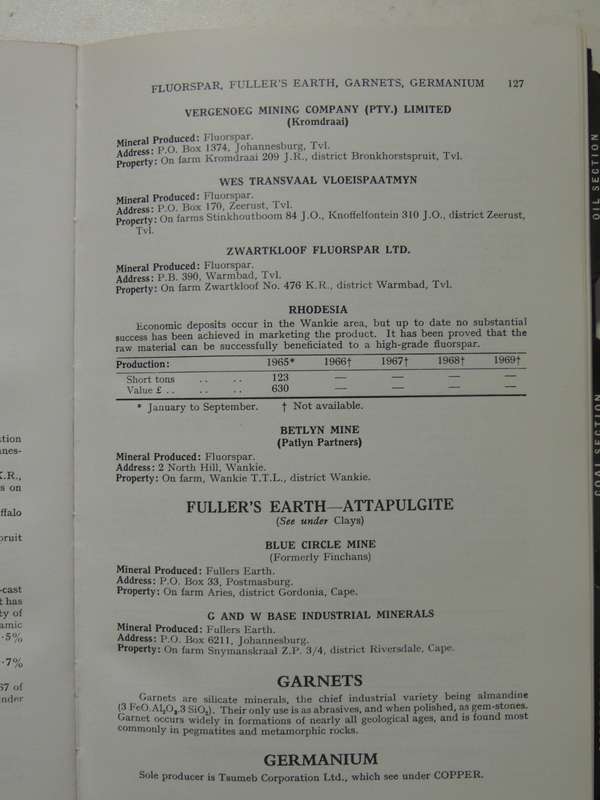 FLUORSPAR, FULLER'S EARTH, GARNETS, GERMANIUM 127
VERGENOEG MINING COMPANY (PTY.) LIMITED
(Kromdraai)
Mineral Produced: Fluorspar.
Address: P.O. Box 1374, Johannesburg, Tvl.
Property: On farm Kromdraai 209 J.R., district Bronkhorstspruit, Tvl.
WES TRANSVAAL VLOEISPAATMYN
Mineral Produced: Fluorspar.
Address: P.O. Box 170, Zeerust, Tvl.
Property: On farms Stinkhoutboom 84 J.O., Knoffelfontein 310 J.O., district Zeerust,
Tvl.
ZWARTKLOOF FLUORSPAR LTD.
Mineral Produced: Fluorspar.
Address: P.B. 390, Warmbad, Tvl.
Property: On farm Zwartkloof No. 476 K.R., district Warmbad, Tvl.
RHODESIA
Economic deposits occur in the Wankie area, but up to date no substantial
success has been achieved in marketing the product. It has been proved that the
raw material can be successfully beneficiated to a high-grade fluorspar.
Production: 1965* 1966† 1967† 1968† 1969†
Short tons .. .. 123 — — — —
Value £ .. .. .. 630 — — — —
* January to September. † Not available.
BETLYN MINE
(Patlyn Partners)
Mineral Produced: Fluorspar.
Address: 2 North Hill, Wankie.
Property: On farm, Wankie T.T.L., district Wankie.
FULLER'S EARTH—ATTAPULGITE
(See under Clays)
BLUE CIRCLE MINE
(Formerly Finchans)
Mineral Produced: Fullers Earth.
Address: P.O. Box 33, Postmasburg.
Property: On farm Aries, district Gordonia, Cape.
G AND W BASE INDUSTRIAL MINERALS
Mineral Produced: Fullers Earth.
Address: P.O. Box 6211, Johannesburg.
Property: On farm Snymanskraal Z.P. 3/4, district Riversdale, Cape.
GARNETS
Garnets are silicate minerals, the chief industrial variety being almandine
(3 FeO.Al₂O₃.3 SiO₂). Their only use is as abrasives, and when polished, as gem-stones.
Garnet occurs widely in formations of nearly all geological ages, and is found most
commonly in pegmatites and metamorphic rocks.
GERMANIUM
Sole producer is Tsumeb Corporation Ltd., which see under COPPER.
K.R.,
s on
·5%
·7%
67 of
OIL SECTION
COAL SECTION